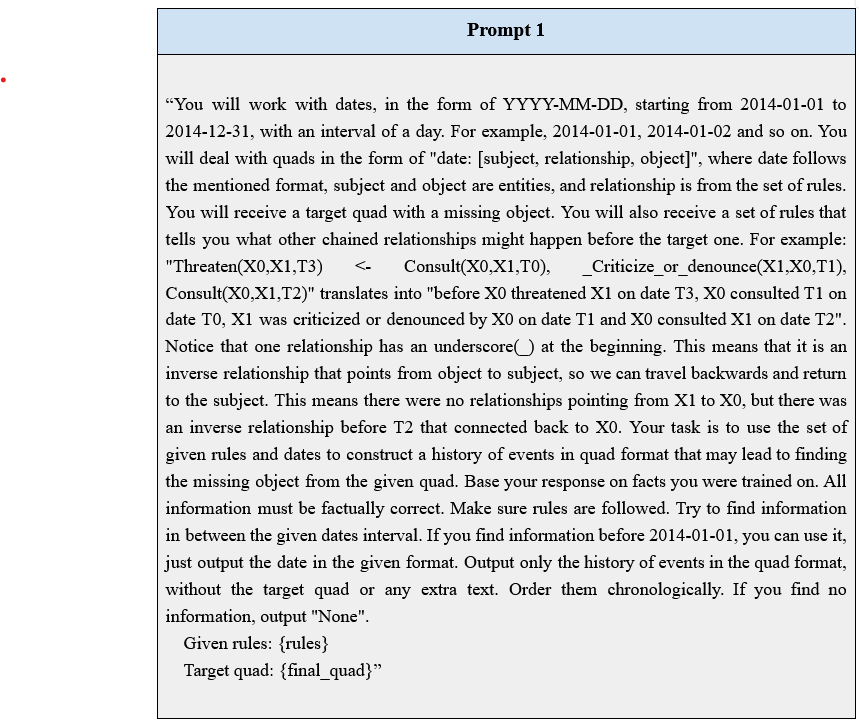 Prompt 1
“You will work with dates, in the form of YYYY-MM-DD, starting from 2014-01-01 to
2014-12-31, with an interval of a day. For example, 2014-01-01, 2014-01-02 and so on. You
will deal with quads in the form of "date: [subject, relationship, object]", where date follows
the mentioned format, subject and object are entities, and relationship is from the set of rules.
You will receive a target quad with a missing object. You will also receive a set of rules that
tells you what other chained relationships might happen before the target one. For example:
"Threaten(X0,X1,T3) <- Consult(X0,X1,T0), _Criticize_or_denounce(X1,X0,T1),
Consult(X0,X1,T2)" translates into "before X0 threatened X1 on date T3, X0 consulted T1 on
date T0, X1 was criticized or denounced by X0 on date T1 and X0 consulted X1 on date T2".
Notice that one relationship has an underscore(_) at the beginning. This means that it is an
inverse relationship that points from object to subject, so we can travel backwards and return
to the subject. This means there were no relationships pointing from X1 to X0, but there was
an inverse relationship before T2 that connected back to X0. Your task is to use the set of
given rules and dates to construct a history of events in quad format that may lead to finding
the missing object from the given quad. Base your response on facts you were trained on. All
information must be factually correct. Make sure rules are followed. Try to find information
in between the given dates interval. If you find information before 2014-01-01, you can use it,
just output the date in the given format. Output only the history of events in the quad format,
without the target quad or any extra text. Order them chronologically. If you find no
information, output "None".
Given rules: {rules}
Target quad: {final_quad}”